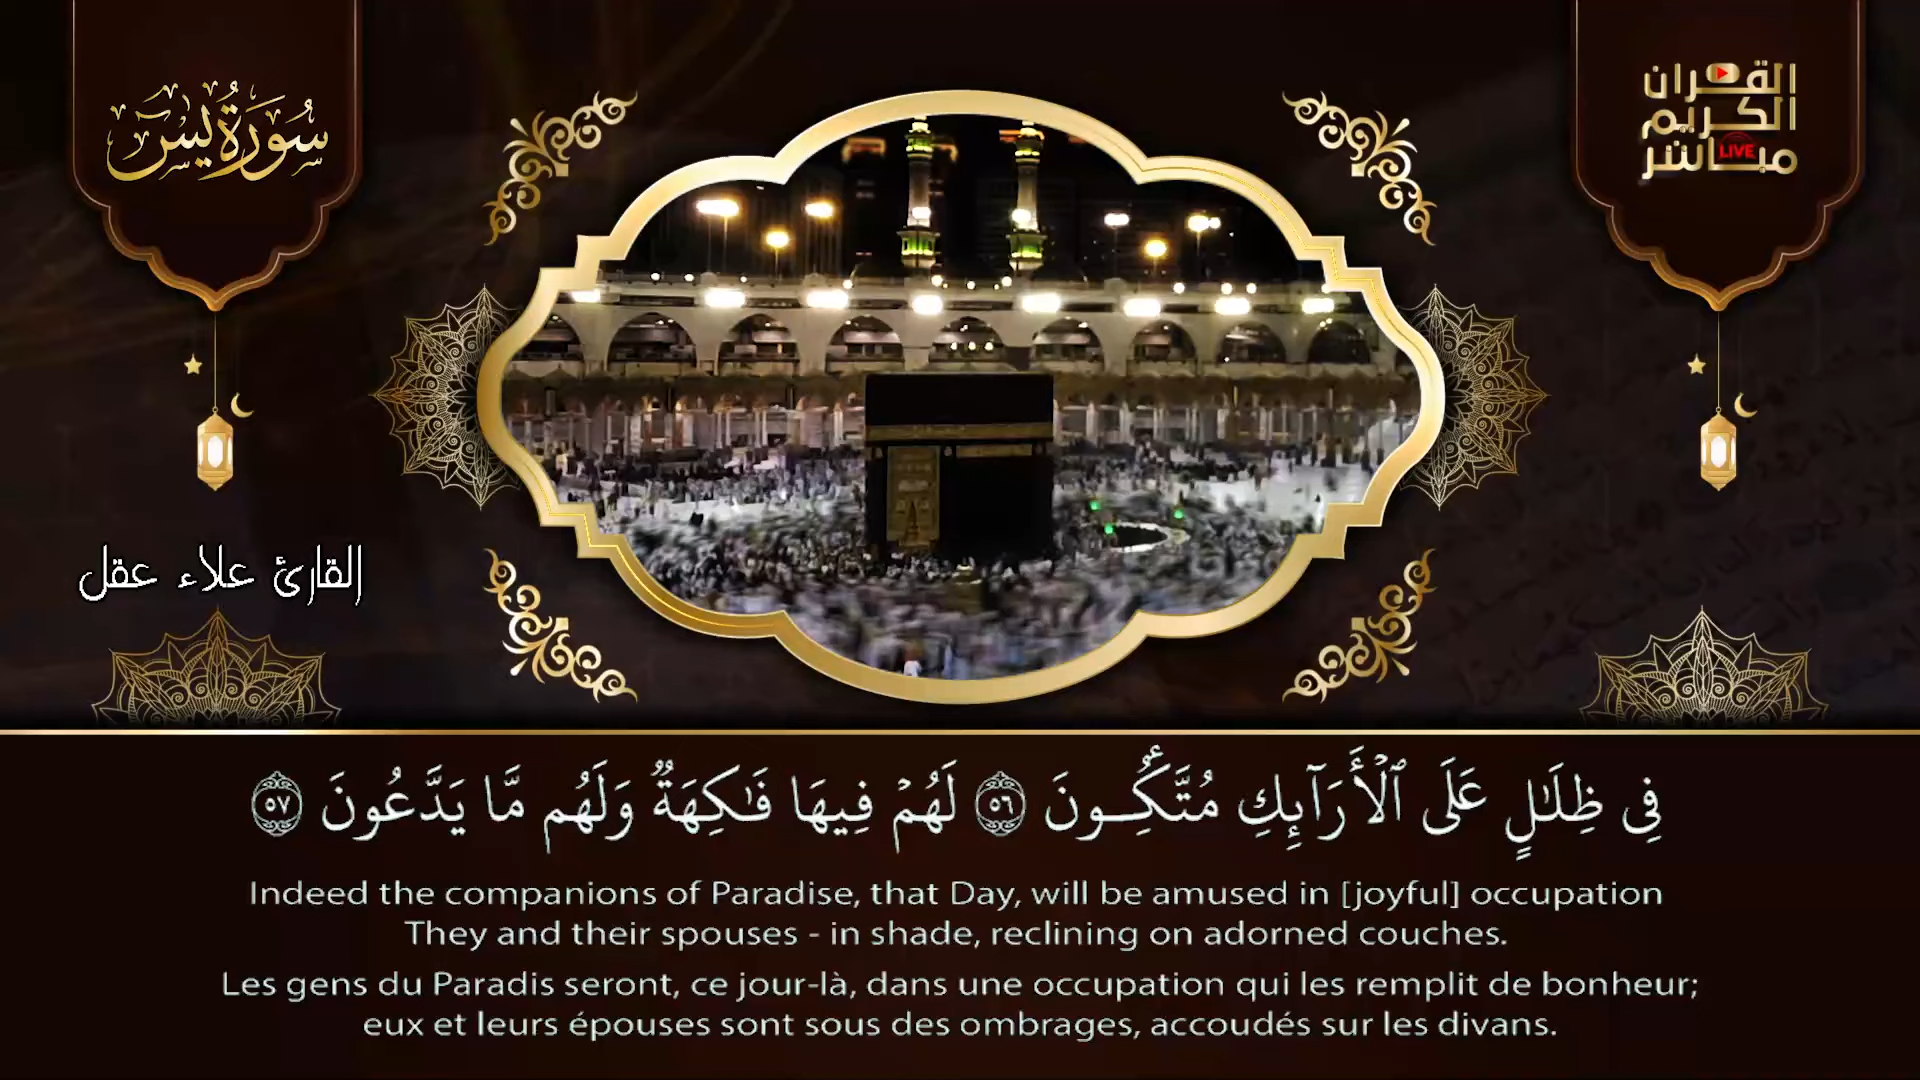 سُورَةُ يسٓ
القرآن
الكريم
مباشر
LIVE
القارئ علاء عقل
فِي ظِلَٰلٍ عَلَى ٱلْأَرَآئِكِ مُتَّكِـُٔونَ ٥٦ لَهُمْ فِيهَا فَٰكِهَةٌ وَلَهُم مَّا يَدَّعُونَ ٥٧
Indeed the companions of Paradise, that Day, will be amused in [joyful] occupation
They and their spouses - in shade, reclining on adorned couches.
Les gens du Paradis seront, ce jour-là, dans une occupation qui les remplit de bonheur;
eux et leurs épouses sont sous des ombrages, accoudés sur les divans.